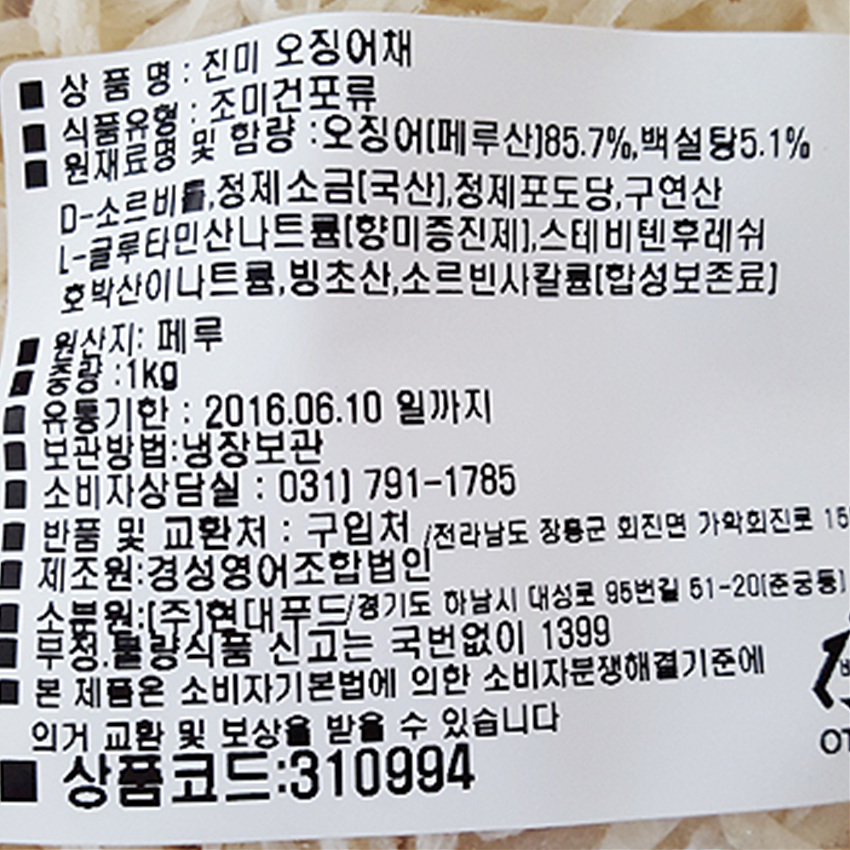 ■ 상 품 명 : 진미 오징어채
■ 식품유형 : 조미건포류
■ 원재료명 및 함량 :오징어(페루산)85.7%,백설탕5.1%
D-소르비톨,정제소금(국산),정제포도당,구연산
L-글루타민산나트륨(향미증진제),스테비텐후레쉬
호박산이나트륨,빙초산,소르빈사칼륨(합성보존료)
■ 원산지: 페루
■ 중량 :1kg
■ 유통기한 : 2016.06.10 일까지
■ 보관방법:냉장보관
■ 소비자상담실 : 031) 791-1785
■ 반품 및 교환처 : 구입처 /전라남도 장흥군 회진면 가학회진로 15
■ 제조원:경성영어조합법인
■ 소분원:(주)현대푸드/경기도 하남시 대성로 95번길 51-20(춘궁동)
■ 부정.불량식품 신고는 국번없이 1399
■ 본 제품은 소비자기본법에 의한 소비자분쟁해결기준에
의거 교환 및 보상을 받을 수 있습니다
■ 상품코드:310994
OT